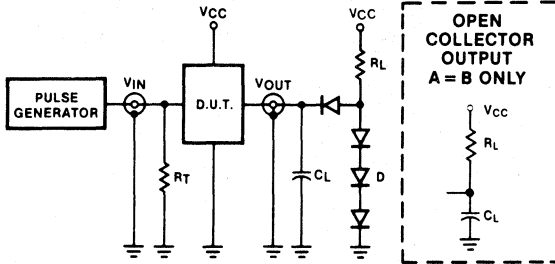 VCC
VCC
OPEN
COLLECTOR
OUTPUT
A = B ONLY
RL
PULSE
GENERATOR
VIN
D.U.T.
VOUT
VCC
RL
RT
CL
D
CL